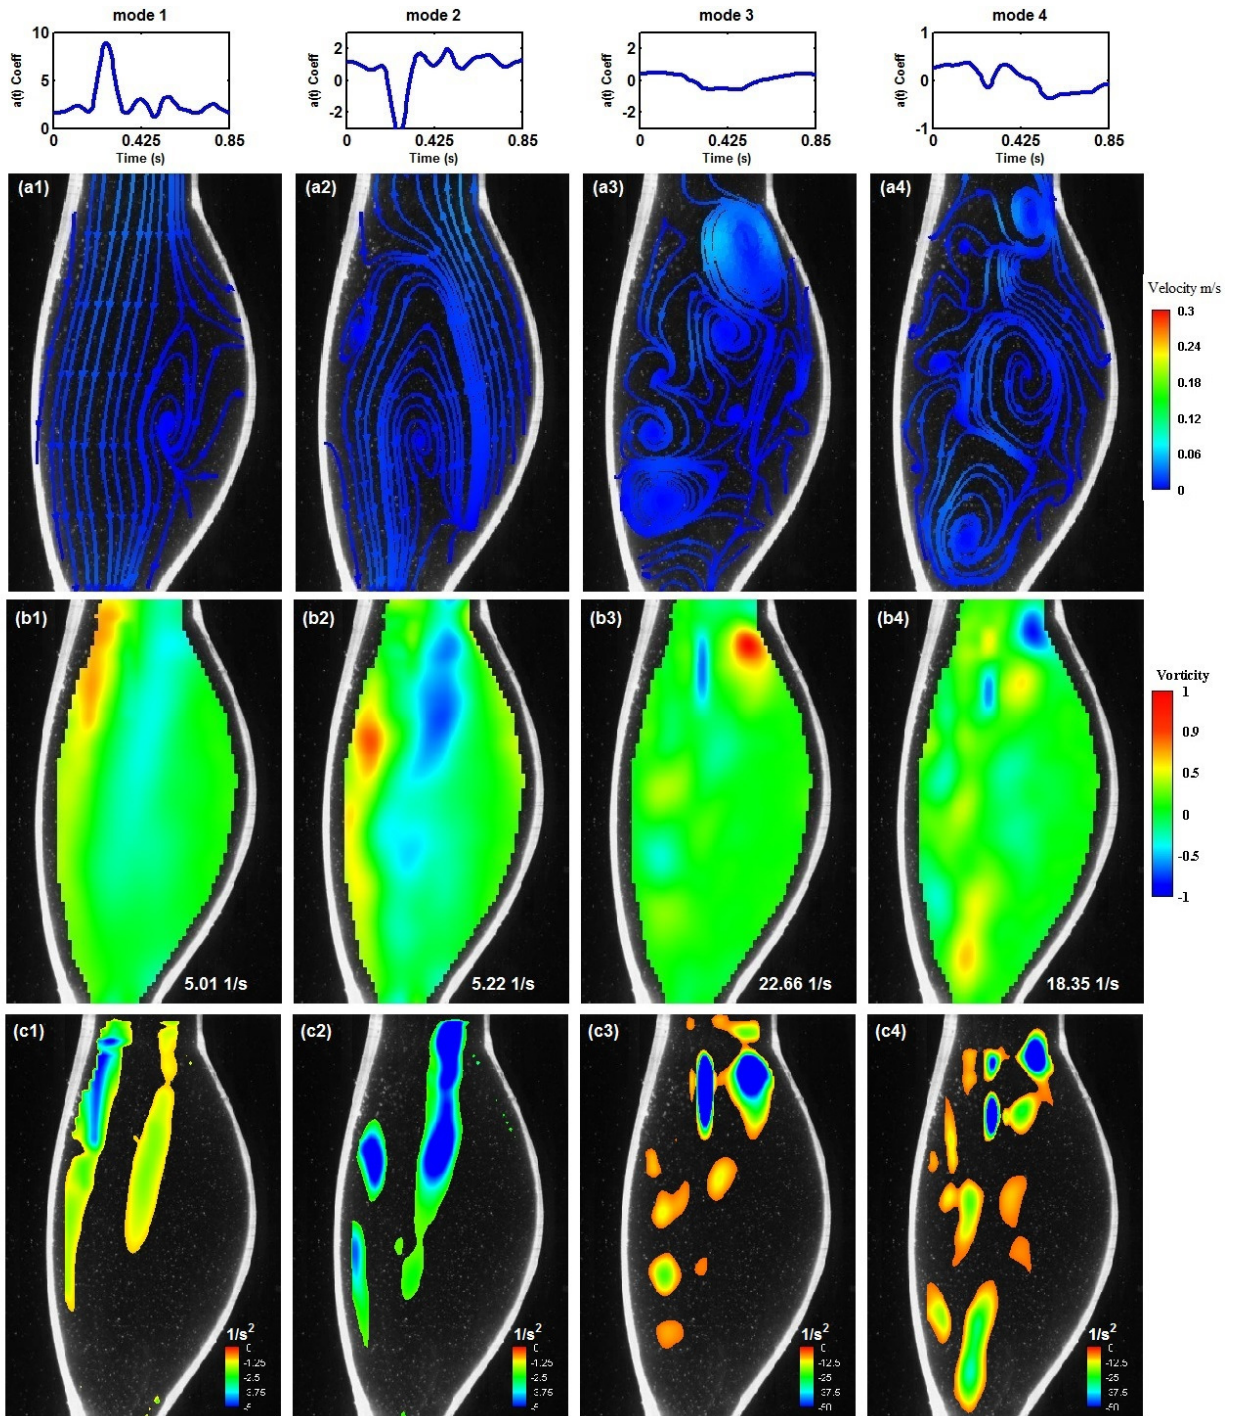 mode 1
mode 2
mode 3
mode 4
a(t) Coeff
10
5
0
0
0.425
0.85
Time (s)
a(t) Coeff
2
0
-2
0
0.425
0.85
Time (s)
a(t) Coeff
2
0
-2
0
0.425
0.85
Time (s)
a(t) Coeff
1
0
-1
0
0.425
0.85
Time (s)
(a1)
(a2)
(a3)
(a4)
Velocity m/s
0.3
0.24
0.18
0.12
0.06
0
(b1)
(b2)
(b3)
(b4)
5.01 1/s
5.22 1/s
22.66 1/s
18.35 1/s
Vorticity
1
0.9
0.5
0
-0.5
-1
(c1)
(c2)
(c3)
(c4)
1/s²
-1.25
-2.5
3.75
1/s²
-1.25
-2.5
3.75
1/s²
-12.5
-25
-37.5
1/s²
-12.5
-25
-37.5